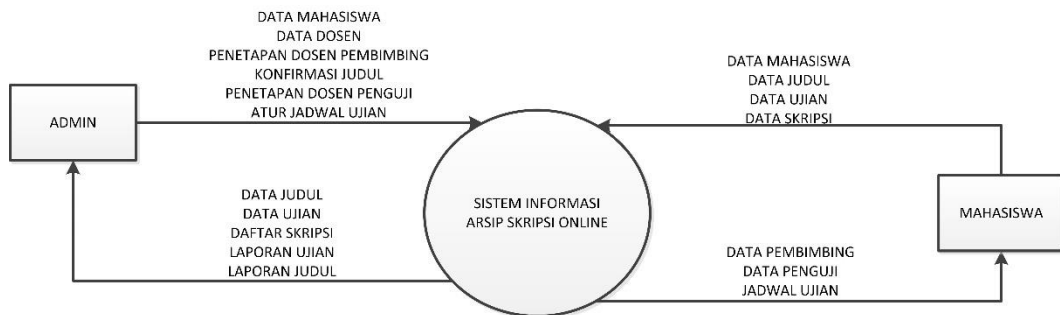 DATA MAHASISWA
DATA DOSEN
PENETAPAN DOSEN PEMBIMBING
KONFIRMASI JUDUL
PENETAPAN DOSEN PENGUJI
ATUR JADWAL UJIAN
ADMIN
DATA MAHASISWA
DATA JUDUL
DATA UJIAN
DATA SKRIPSI
SISTEM INFORMASI
ARSIP SKRIPSI ONLINE
MAHASISWA
DATA JUDUL
DATA UJIAN
DAFTAR SKRIPSI
LAPORAN UJIAN
LAPORAN JUDUL
DATA PEMBIMBING
DATA PENGUJI
JADWAL UJIAN